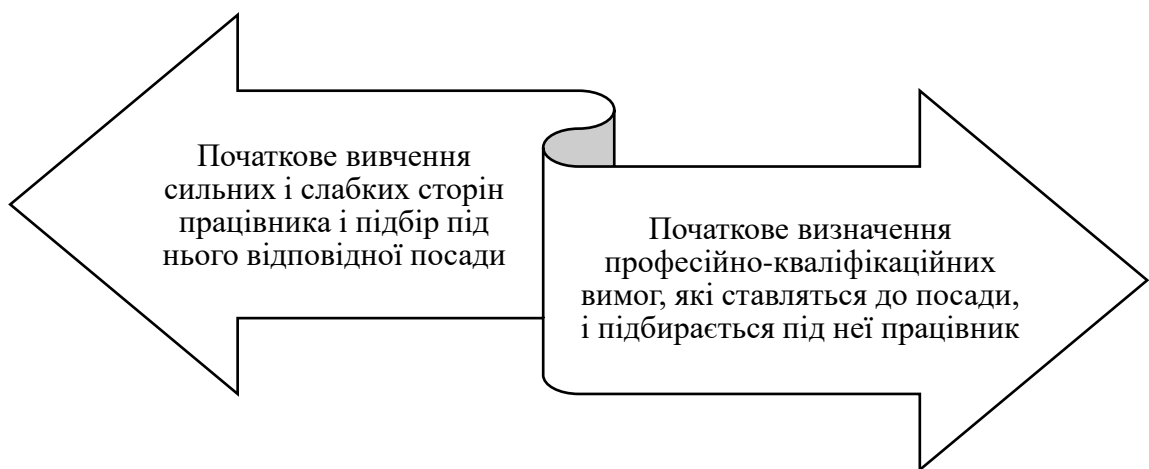 Початкове вивчення
сильних і слабких сторін
працівника і підбір під
нього відповідної посади
Початкове визначення
професійно-кваліфікаційних
вимог, які ставляться до посади,
і підбирається під неї працівник